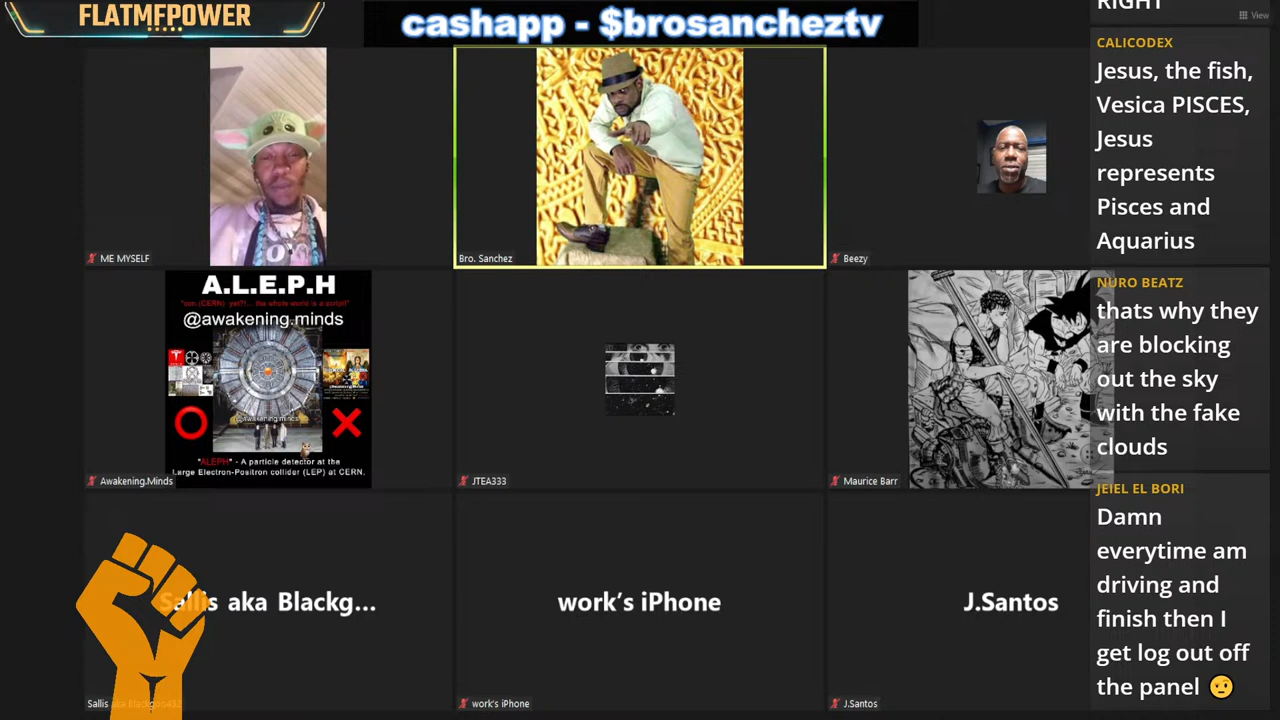 FLATMFPOWER
cashapp - $brosancheztv
View
RIGHT
CALICODEX
Jesus, the fish,
Vesica PISCES,
Jesus
represents
Pisces and
Aquarius
NURO BEATZ
thats why they
are blocking
out the sky
with the fake
clouds
JEIEL EL BORI
Damn
everytime am
driving and
finish then I
get log out off
the panel
ME MYSELF
Bro. Sanchez
Beezy
A.L.E.P.H
@awakening.minds
@awakening.minds
"ALEPH" - A particle detector at the
Large Electron-Positron collider (LEP) at CERN.
Awakening.Minds
JTEA333
Maurice Barr
Sallis aka Blackg...
work's iPhone
J.Santos
Sallis
work's iPhone
J.Santos